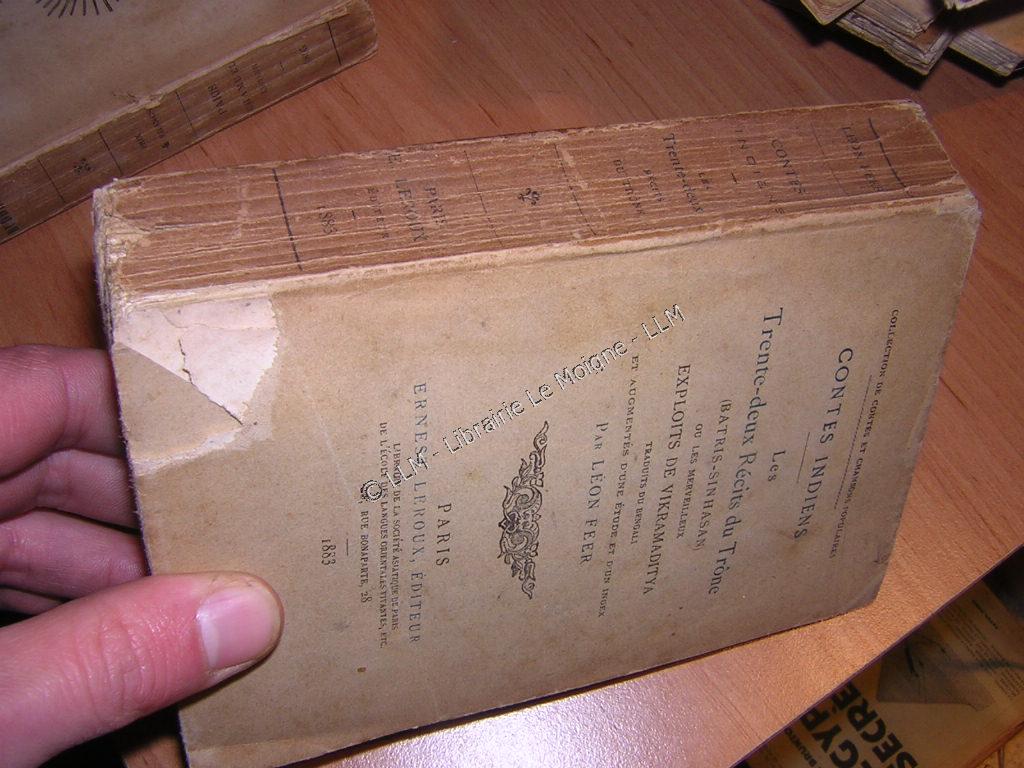 COLLECTION DE CONTES ET CHANSONS POPULAIRES
CONTES INDIENS
Les
Trente-deux Récits du Trône
(BATRIS-SINHASAN)
OU LES MERVEILLEUX
EXPLOITS DE VIKRAMADITYA
TRADUITS DU BENGALI
ET AUGMENTÉS D'UNE ÉTUDE ET D'UN INDEX
PAR LÉON FEER
PARIS
ERNEST LEROUX, ÉDITEUR
LIBRAIRE DE LA SOCIÉTÉ ASIATIQUE DE PARIS
DE L'ÉCOLE DES LANGUES ORIENTALES VIVANTES, ETC.
RUE BONAPARTE, 28
1883
CONTES
INDIENS
LES
Trente-deux
RÉCITS
DU TRÔNE
PARIS
E. LEROUX
ÉDITEUR
1883
© LLM - Librairie Le Moigne - LLM